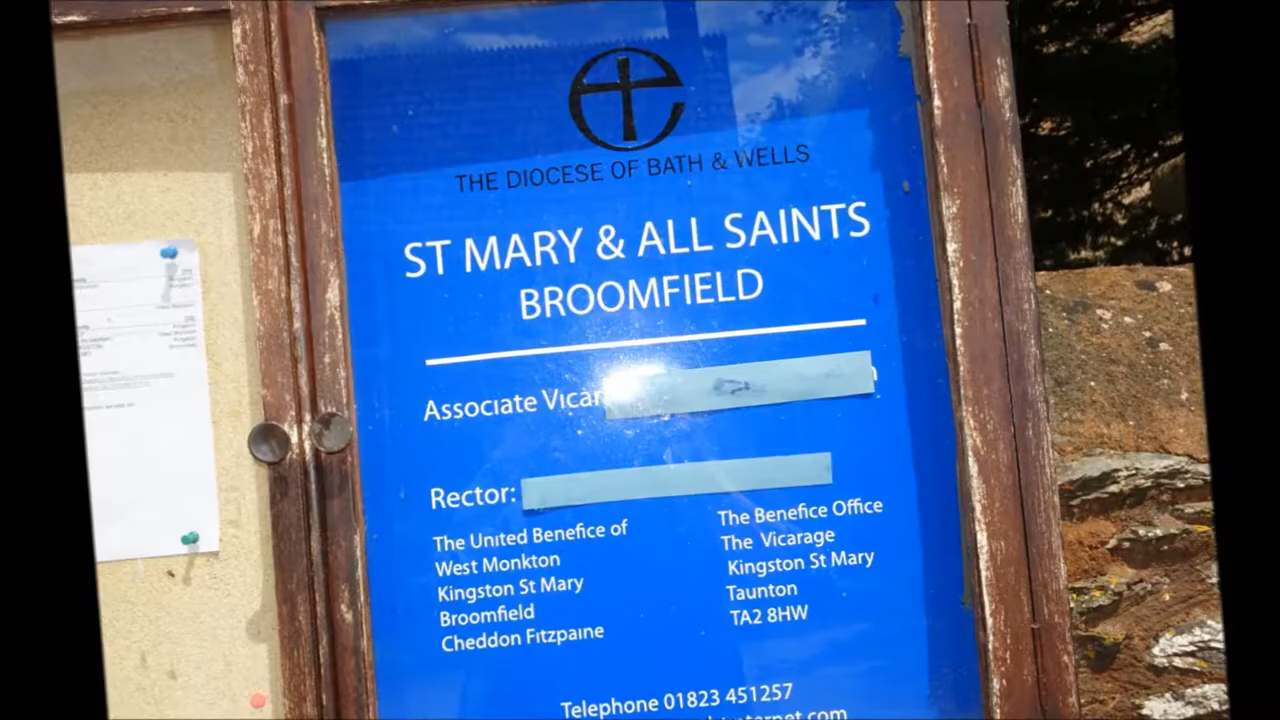 THE DIOCESE OF BATH & WELLS
ST MARY & ALL SAINTS
BROOMFIELD
Associate Vicar
Rector:
The United Benefice of
West Monkton
Kingston St Mary
Broomfield
Cheddon Fitzpaine
The Benefice Office
The Vicarage
Kingston St Mary
Taunton
TA2 8HW
Telephone 01823 451257